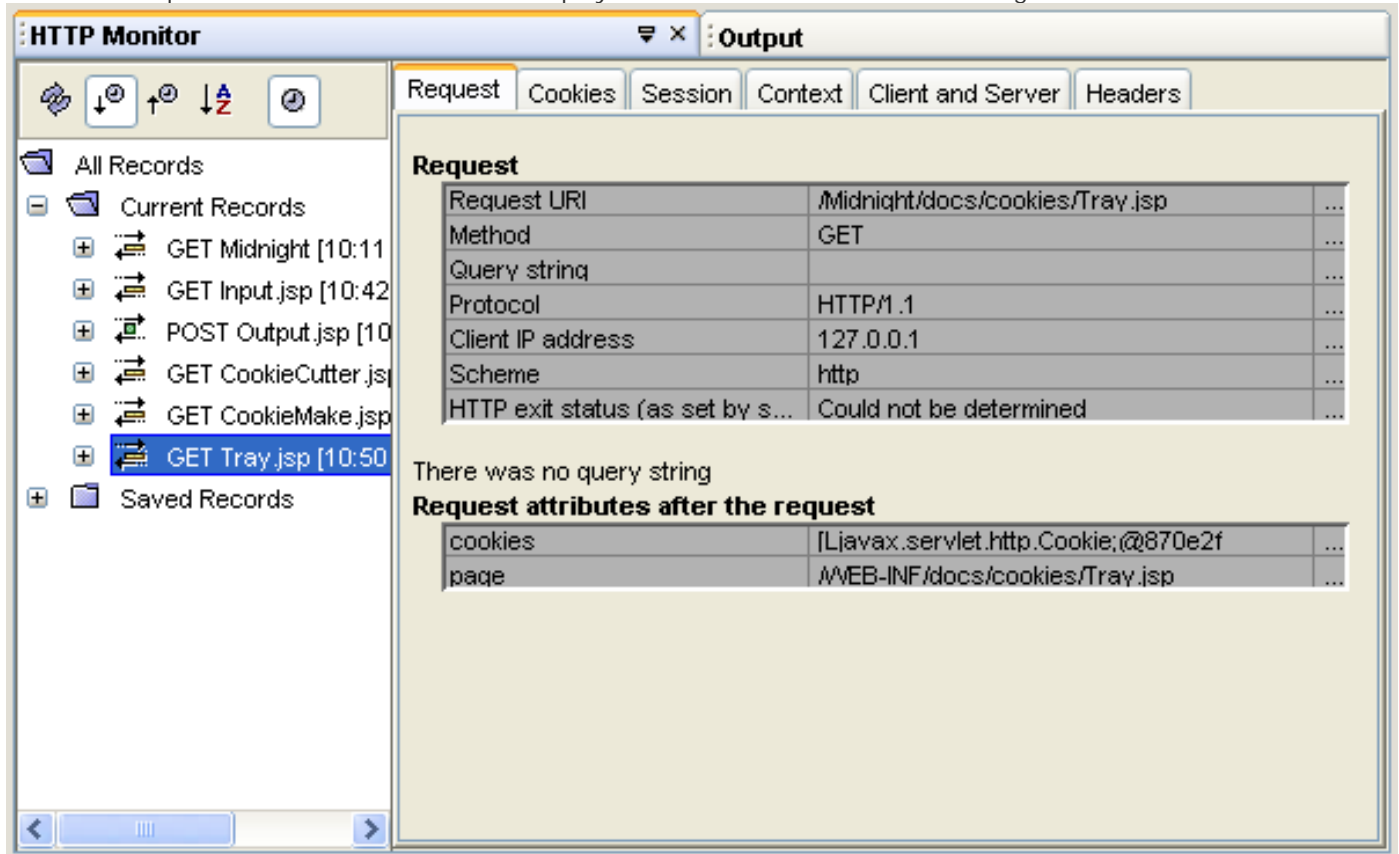 HTTP Monitor
Output
Request Cookies Session Context Client and Server Headers
All Records
Current Records
GET Midnight [10:11
GET Input.jsp [10:42
POST Output.jsp [10
GET CookieCutter.jsp
GET CookieMake.jsp
GET Tray.jsp [10:50
Saved Records
Request
Request URI /Midnight/docs/cookies/Tray.jsp ...
Method GET ...
Query string ...
Protocol HTTP/1.1 ...
Client IP address 127.0.0.1 ...
Scheme http ...
HTTP exit status (as set by s... Could not be determined ...
There was no query string
Request attributes after the request
cookies [Ljavax.servlet.http.Cookie;@870e2f ...
page /WEB-INF/docs/cookies/Tray.jsp ...